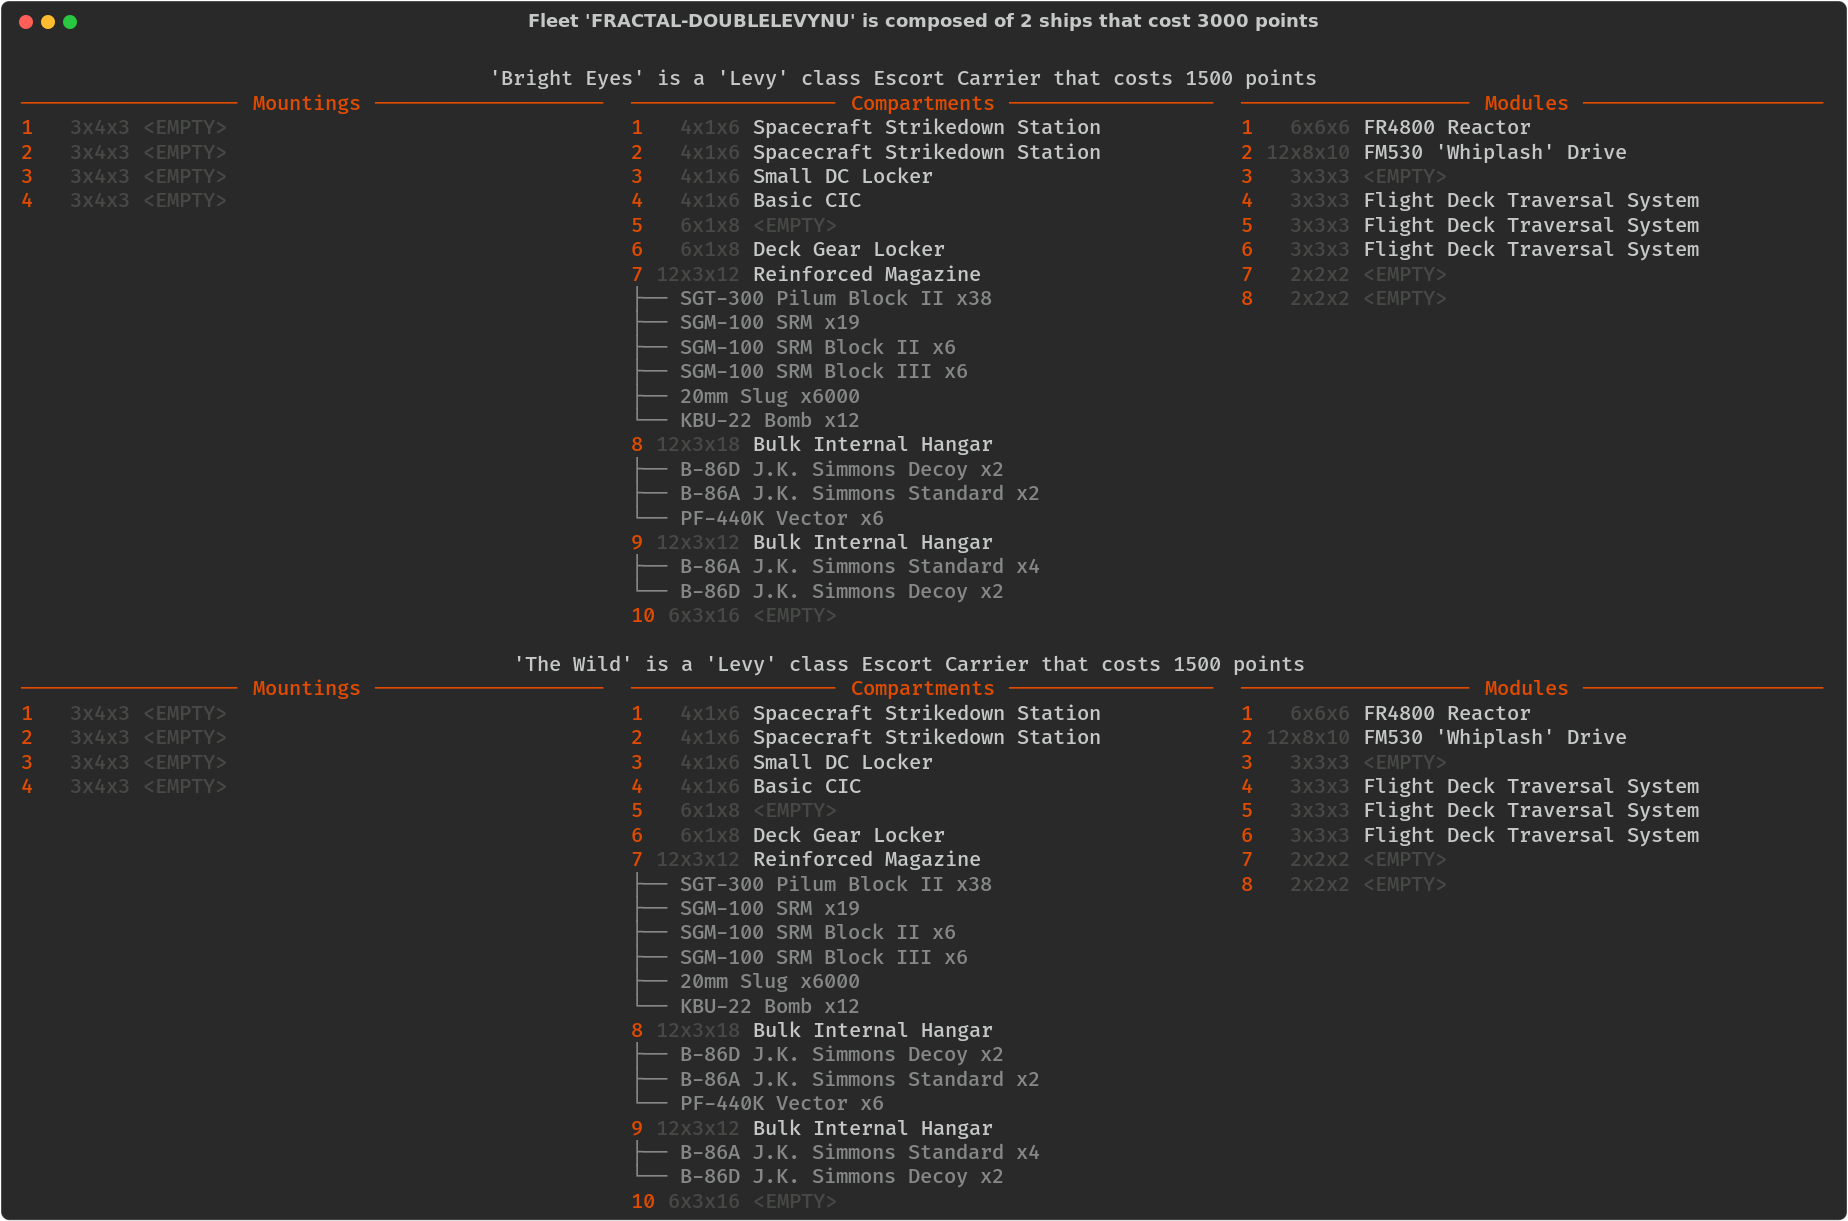 Fleet 'FRACTAL-DOUBLELEVYNU' is composed of 2 ships that cost 3000 points
'Bright Eyes' is a 'Levy' class Escort Carrier that costs 1500 points
Mountings
1 3x4x3 <EMPTY>
2 3x4x3 <EMPTY>
3 3x4x3 <EMPTY>
4 3x4x3 <EMPTY>
Compartments
1 4x1x6 Spacecraft Strikedown Station
2 4x1x6 Spacecraft Strikedown Station
3 4x1x6 Small DC Locker
4 4x1x6 Basic CIC
5 6x1x8 <EMPTY>
6 6x1x8 Deck Gear Locker
7 12x3x12 Reinforced Magazine
SGT-300 Pilum Block II x38
SGM-100 SRM x19
SGM-100 SRM Block II x6
SGM-100 SRM Block III x6
20mm Slug x6000
KBU-22 Bomb x12
8 12x3x18 Bulk Internal Hangar
B-86D J.K. Simmons Decoy x2
B-86A J.K. Simmons Standard x2
PF-440K Vector x6
9 12x3x12 Bulk Internal Hangar
B-86A J.K. Simmons Standard x4
B-86D J.K. Simmons Decoy x2
10 6x3x16 <EMPTY>
Modules
1 6x6x6 FR4800 Reactor
2 12x8x10 FM530 'Whiplash' Drive
3 3x3x3 <EMPTY>
4 3x3x3 Flight Deck Traversal System
5 3x3x3 Flight Deck Traversal System
6 3x3x3 Flight Deck Traversal System
7 2x2x2 <EMPTY>
8 2x2x2 <EMPTY>
'The Wild' is a 'Levy' class Escort Carrier that costs 1500 points
Mountings
1 3x4x3 <EMPTY>
2 3x4x3 <EMPTY>
3 3x4x3 <EMPTY>
4 3x4x3 <EMPTY>
Compartments
1 4x1x6 Spacecraft Strikedown Station
2 4x1x6 Spacecraft Strikedown Station
3 4x1x6 Small DC Locker
4 4x1x6 Basic CIC
5 6x1x8 <EMPTY>
6 6x1x8 Deck Gear Locker
7 12x3x12 Reinforced Magazine
SGT-300 Pilum Block II x38
SGM-100 SRM x19
SGM-100 SRM Block II x6
SGM-100 SRM Block III x6
20mm Slug x6000
KBU-22 Bomb x12
8 12x3x18 Bulk Internal Hangar
B-86D J.K. Simmons Decoy x2
B-86A J.K. Simmons Standard x2
PF-440K Vector x6
9 12x3x12 Bulk Internal Hangar
B-86A J.K. Simmons Standard x4
B-86D J.K. Simmons Decoy x2
10 6x3x16 <EMPTY>
Modules
1 6x6x6 FR4800 Reactor
2 12x8x10 FM530 'Whiplash' Drive
3 3x3x3 <EMPTY>
4 3x3x3 Flight Deck Traversal System
5 3x3x3 Flight Deck Traversal System
6 3x3x3 Flight Deck Traversal System
7 2x2x2 <EMPTY>
8 2x2x2 <EMPTY>